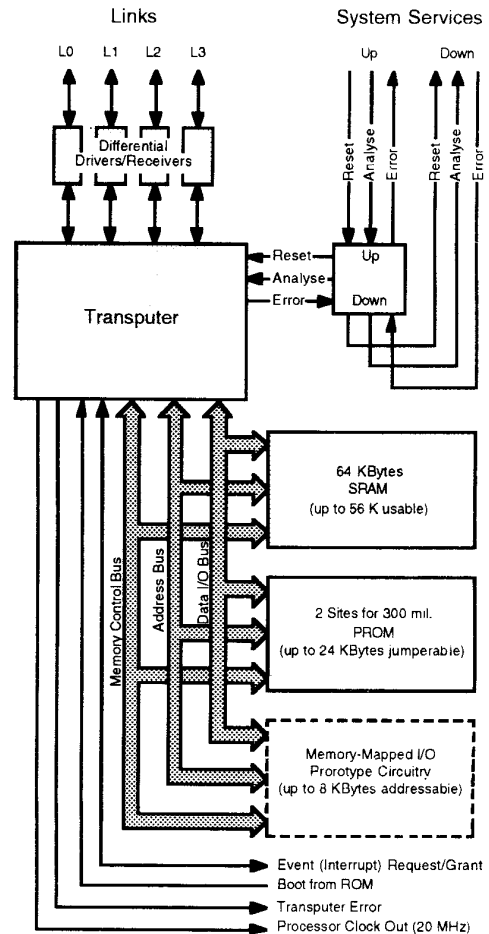 Links
System Services
L0 L1 L2 L3
Up Down
Differential
Drivers/Receivers
Reset
Analyse
Error
Reset
Analyse
Error
Transputer
Reset
Analyse
Error
Up
Down
Memory Control Bus
Address Bus
Data I/O Bus
64 KBytes
SRAM
(up to 56 K usable)
2 Sites for 300 mil.
PROM
(up to 24 KBytes jumperable)
Memory-Mapped I/O
Prorotype Circuitry
(up to 8 KBytes addressable)
Event (Interrupt) Request/Grant
Boot from ROM
Transputer Error
Processor Clock Out (20 MHz)